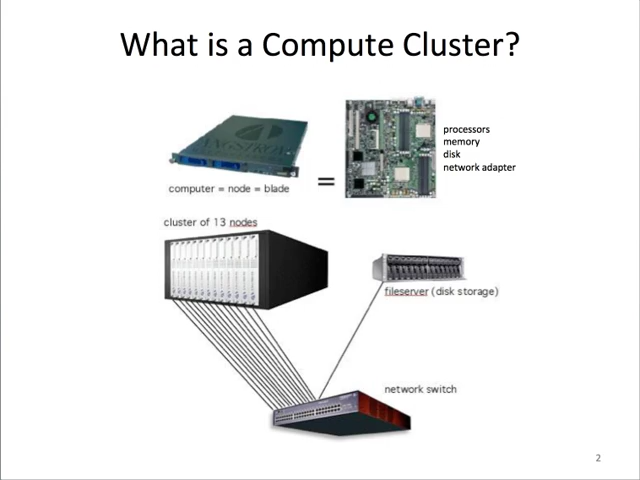 What is a Compute Cluster?
ANGSTROM
processors
memory
disk
network adapter
computer = node = blade
=
cluster of 13 nodes
fileserver (disk storage)
network switch
2